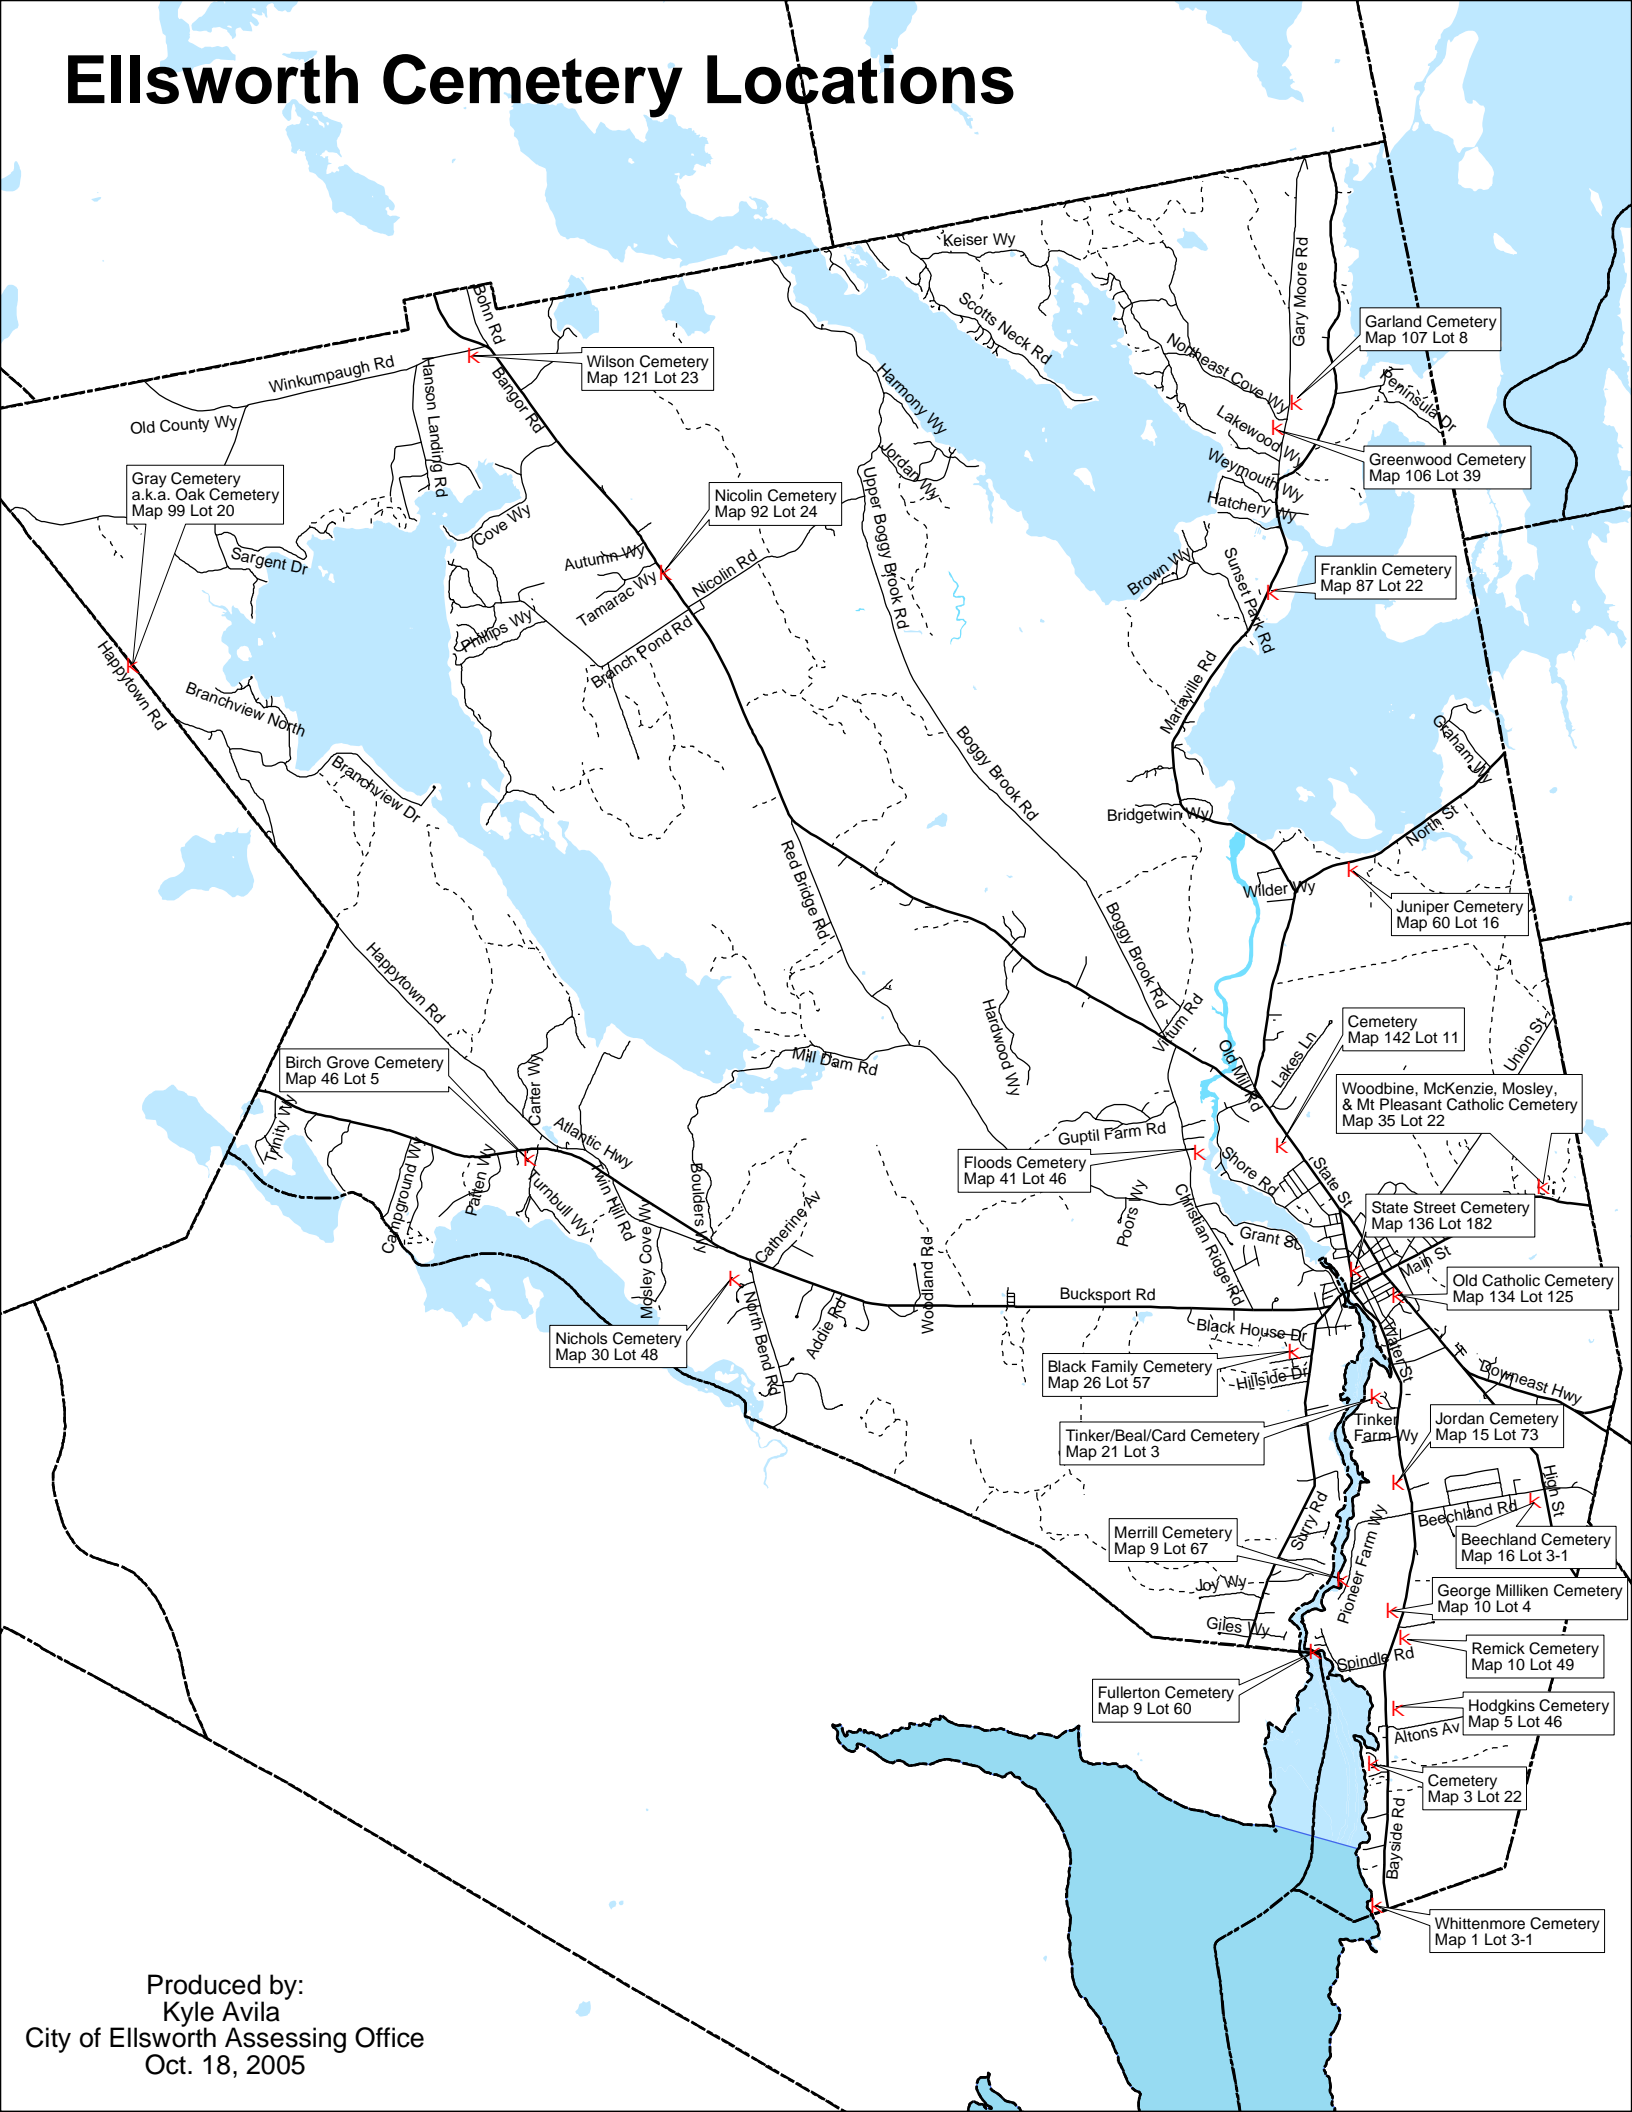 Ellsworth Cemetery Locations
Keiser Wy
Scotts Neck Rd
Gary Moore Rd
Bohn Rd
Garland Cemetery
Map 107 Lot 8
Wilson Cemetery
Map 121 Lot 23
Winkumpaugh Rd
Northeast Cove Wy
Peninsula Dr
Hanson Landing Rd
Bangor Rd
Harmony Wy
Old County Wy
Lakewood Wy
Greenwood Cemetery
Map 106 Lot 39
Weymouth Wy
Hatchery Wy
Jordan Wy
Gray Cemetery
a.k.a. Oak Cemetery
Map 99 Lot 20
Nicolin Cemetery
Map 92 Lot 24
Upper Boggy Brook Rd
Cove Wy
Sargent Dr
Autumn Wy
Tamarac Wy
Nicolin Rd
Brown Wy
Sunset Park Rd
Franklin Cemetery
Map 87 Lot 22
Phillips Wy
Branch Pond Rd
Happytown Rd
Branchview North
Mariaville Rd
Graham Wy
Branchview Dr
Boggy Brook Rd
Bridgetwin Wy
North St
Red Bridge Rd
Wilder Wy
Juniper Cemetery
Map 60 Lot 16
Boggy Brook Rd
Happytown Rd
Hardwood Wy
Vittum Rd
Old Mill Rd
Lakes Ln
Cemetery
Map 142 Lot 11
Union St
Birch Grove Cemetery
Map 46 Lot 5
Mill Dam Rd
Woodbine, McKenzie, Mosley,
& Mt Pleasant Catholic Cemetery
Map 35 Lot 22
Trinity Wy
Carter Wy
Atlantic Hwy
Guptil Farm Rd
Campground Wy
Patten Wy
Turnbull Wy
Twin Hill Rd
Boulders Wy
Floods Cemetery
Map 41 Lot 46
Shore Rd
State St
Mosley Cove Wy
Catherine Av
Poors Wy
Christian Ridge Rd
State Street Cemetery
Map 136 Lot 182
Grant St
Main St
Woodland Rd
Bucksport Rd
Old Catholic Cemetery
Map 134 Lot 125
Nichols Cemetery
Map 30 Lot 48
North Bend Rd
Addie Rd
Black House Dr
Water St
Black Family Cemetery
Map 26 Lot 57
Hillside Dr
Downeast Hwy
Tinker/Beal/Card Cemetery
Map 21 Lot 3
Tinker
Farm Wy
Jordan Cemetery
Map 15 Lot 73
High St
Surry Rd
Beechland Rd
Merrill Cemetery
Map 9 Lot 67
Pioneer Farm Wy
Beechland Cemetery
Map 16 Lot 3-1
Joy Wy
George Milliken Cemetery
Map 10 Lot 4
Giles Wy
Remick Cemetery
Map 10 Lot 49
Spindle Rd
Fullerton Cemetery
Map 9 Lot 60
Hodgkins Cemetery
Map 5 Lot 46
Altons Av
Cemetery
Map 3 Lot 22
Bayside Rd
Whittenmore Cemetery
Map 1 Lot 3-1
Produced by:
Kyle Avila
City of Ellsworth Assessing Office
Oct. 18, 2005